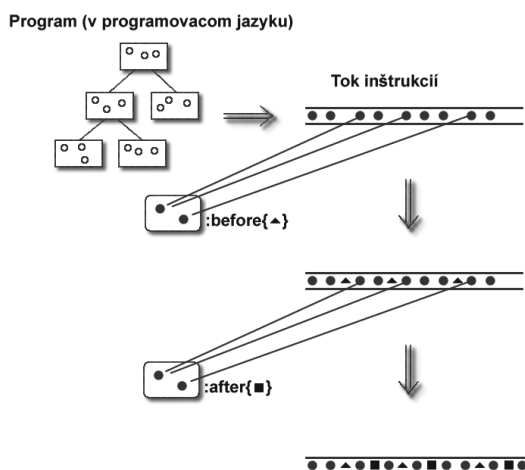 Program (v programovacom jazyku)
Tok inštrukcií
:before{▲}
:after{■}